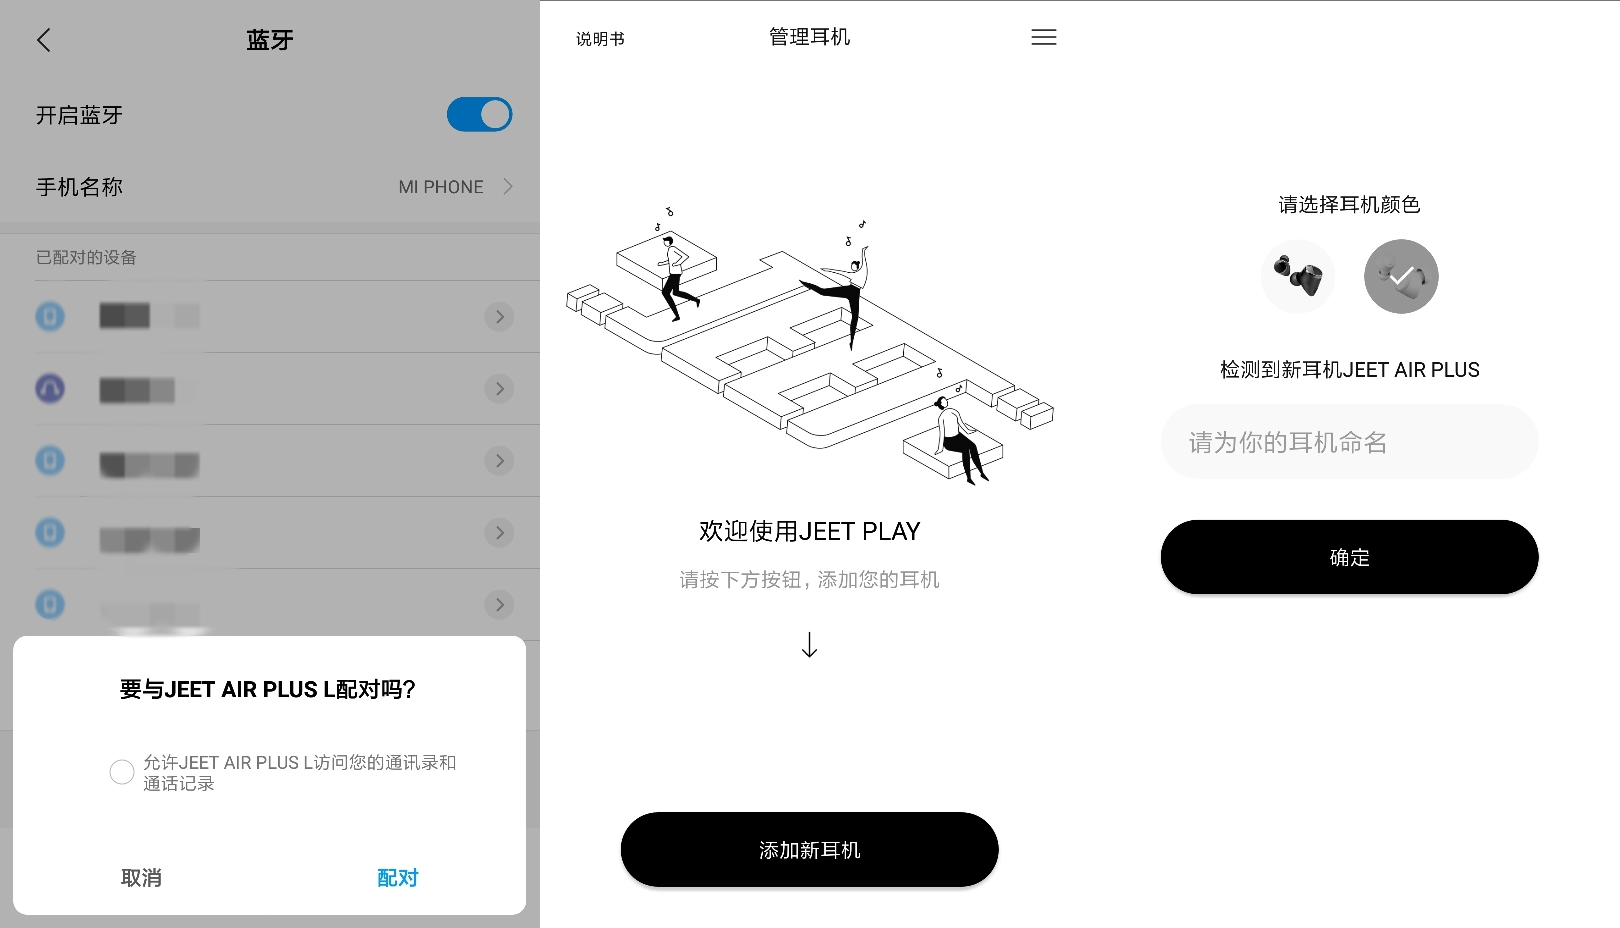 蓝牙
开启蓝牙
手机名称
MI PHONE
已配对的设备
要与JEET AIR PLUS L配对吗?
允许JEET AIR PLUS L访问您的通讯录和
通话记录
取消
配对
说明书
管理耳机
欢迎使用JEET PLAY
请按下方按钮，添加您的耳机
添加新耳机
请选择耳机颜色
检测到新耳机JEET AIR PLUS
请为你的耳机命名
确定